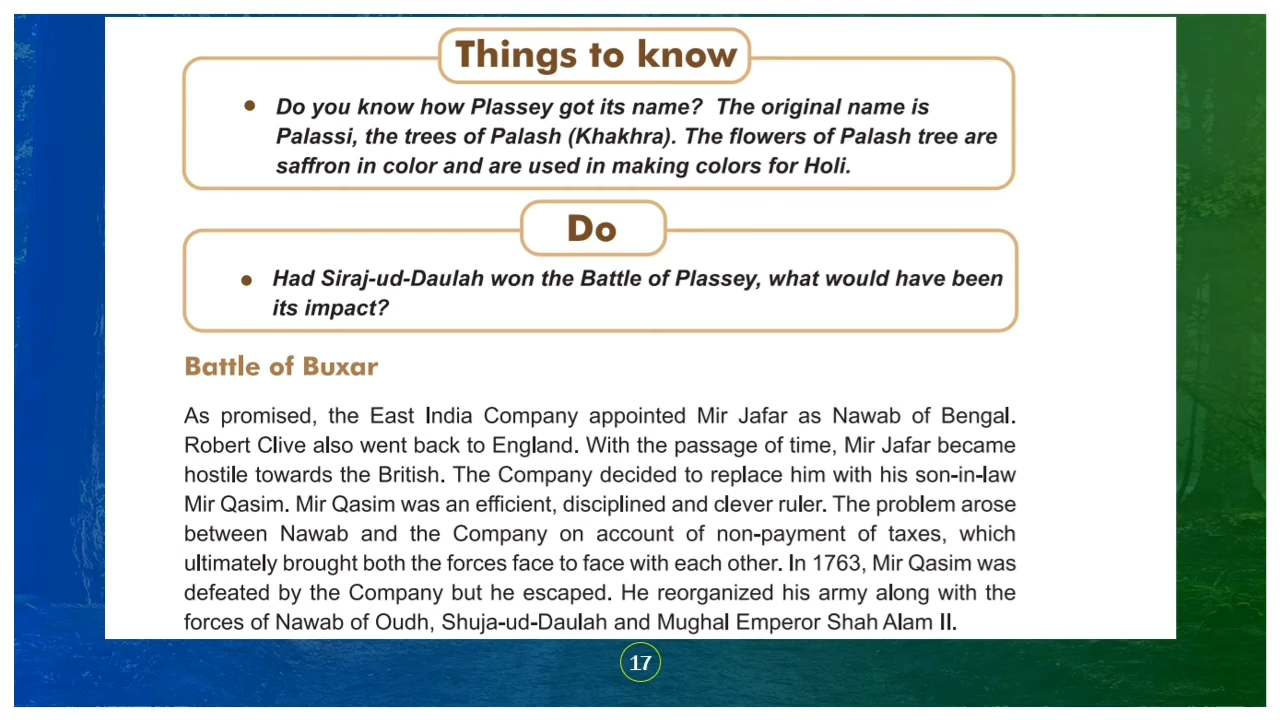 Things to know
• Do you know how Plassey got its name? The original name is
Palassi, the trees of Palash (Khakhra). The flowers of Palash tree are
saffron in color and are used in making colors for Holi.
Do
• Had Siraj-ud-Daulah won the Battle of Plassey, what would have been
its impact?
Battle of Buxar
As promised, the East India Company appointed Mir Jafar as Nawab of Bengal.
Robert Clive also went back to England. With the passage of time, Mir Jafar became
hostile towards the British. The Company decided to replace him with his son-in-law
Mir Qasim. Mir Qasim was an efficient, disciplined and clever ruler. The problem arose
between Nawab and the Company on account of non-payment of taxes, which
ultimately brought both the forces face to face with each other. In 1763, Mir Qasim was
defeated by the Company but he escaped. He reorganized his army along with the
forces of Nawab of Oudh, Shuja-ud-Daulah and Mughal Emperor Shah Alam II.
17